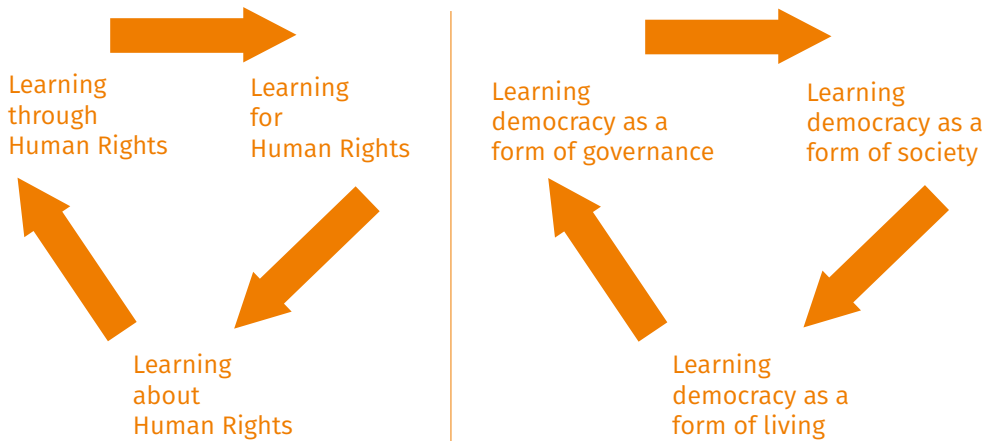 Learning
through
Human Rights
Learning
for
Human Rights
Learning
about
Human Rights
Learning
democracy as a
form of governance
Learning
democracy as a
form of society
Learning
democracy as a
form of living